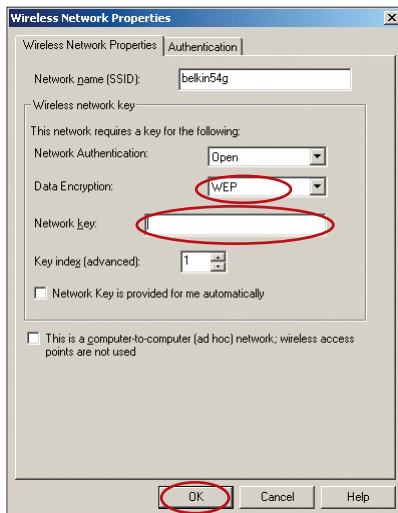 Wireless Network Properties
Wireless Network Properties
Authentication
Network name (SSID): belkin54g
Wireless network key
This network requires a key for the following:
Network Authentication: Open
Data Encryption: WEP
Network key:
Key index (advanced): 1
Network Key is provided for me automatically
This is a computer-to-computer (ad hoc) network; wireless access
points are not used
OK Cancel Help